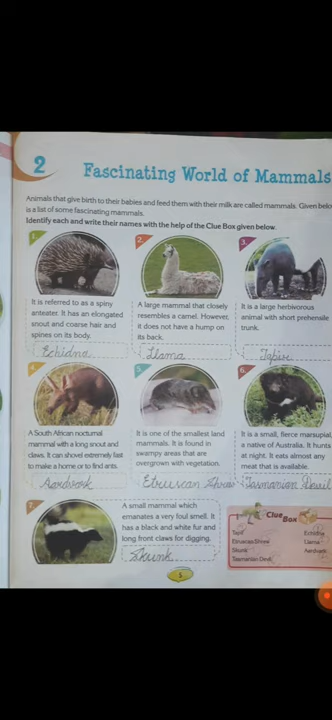 2
Fascinating World of Mammals
Animals that give birth to their babies and feed them with their milk are called mammals. Given belo
is a list of some fascinating mammals.
Identify each and write their names with the help of the Clue Box given below.
1.
2.
3.
It is referred to as a spiny
anteater. It has an elongated
snout and coarse hair and
spines on its body.
Echidna
A large mammal that closely
resembles a camel. However,
it does not have a hump on
its back.
Llama
It is a large herbivorous
animal with short prehensile
trunk.
Tapir
4.
5.
6.
A South African nocturnal
mammal with a long snout and
claws. It can shovel extremely fast
to make a home or to find ants.
Aardvark
It is one of the smallest land
mammals. It is found in
swampy areas that are
overgrown with vegetation.
Etruscan Shrew
It is a small, fierce marsupial,
a native of Australia. It hunts
at night. It eats almost any
meat that is available.
Tasmanian Devil
7.
A small mammal which
emanates a very foul smell. It
has a black and white fur and
long front claws for digging.
Skunk
Clue Box
Tapir
Echidna
Etruscan Shrew
Llama
Skunk
Aardvark
Tasmanian Devil
5